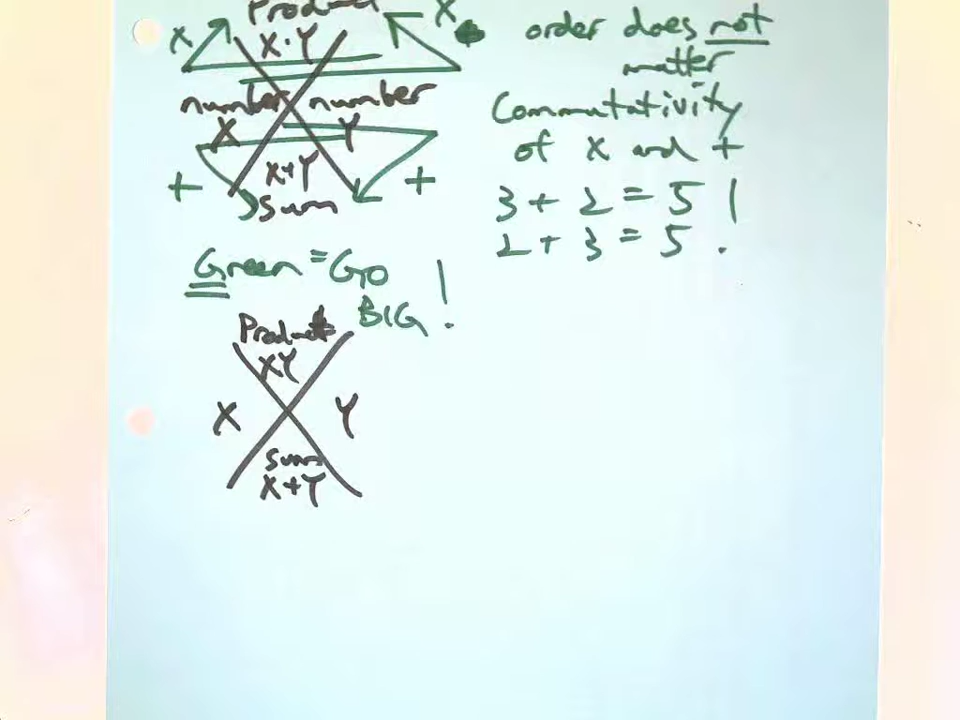 Product
X X·Y X
number number
X Y
+ X+Y +
Sum
order does not
matter
Commutativity
of x and +
3 + 2 = 5 !
2 + 3 = 5 .
Green = Go
BIG !
Product
XY
X Y
sum
X+Y